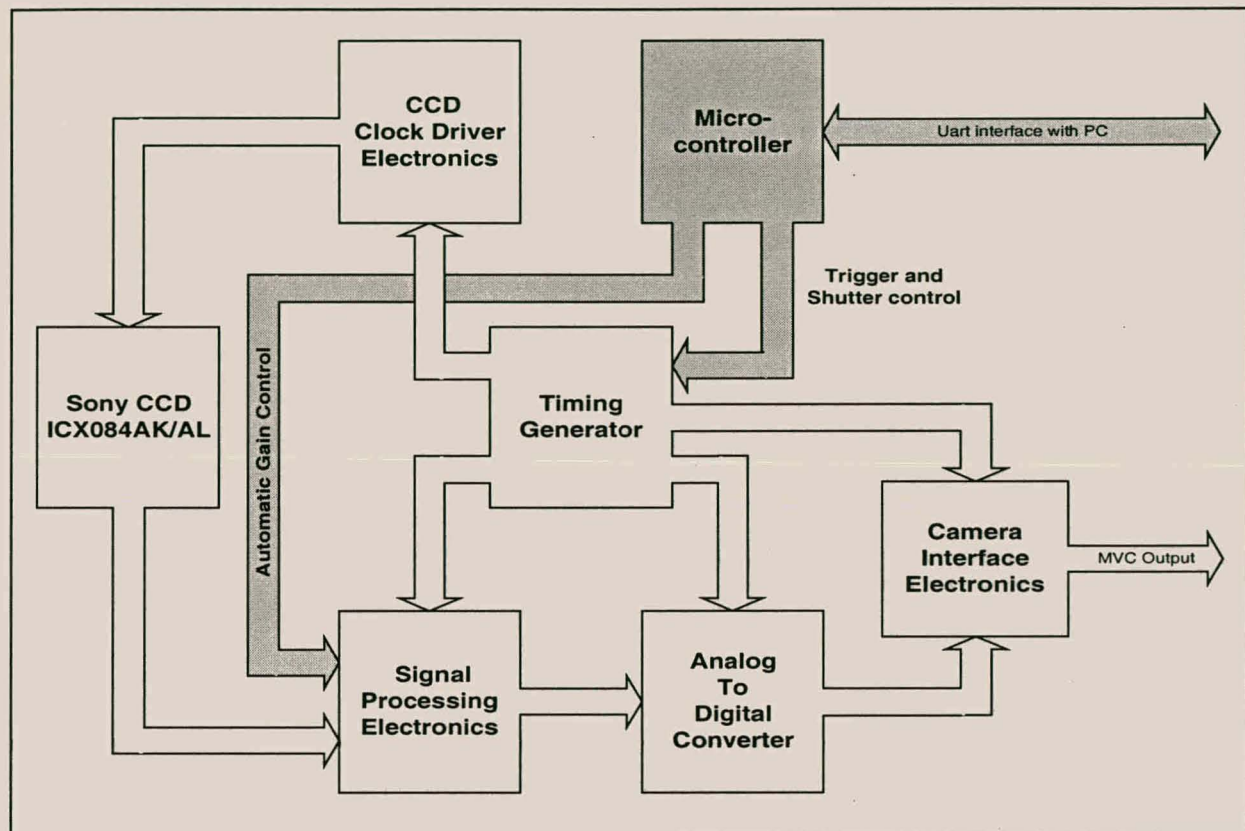 CCD
Clock Driver
Electronics
Micro-
controller
Uart interface with PC
Trigger and
Shutter control
Sony CCD
ICX084AK/AL
Automatic Gain Control
Timing
Generator
Camera
Interface
Electronics
MVC Output
Signal
Processing
Electronics
Analog
To
Digital
Converter